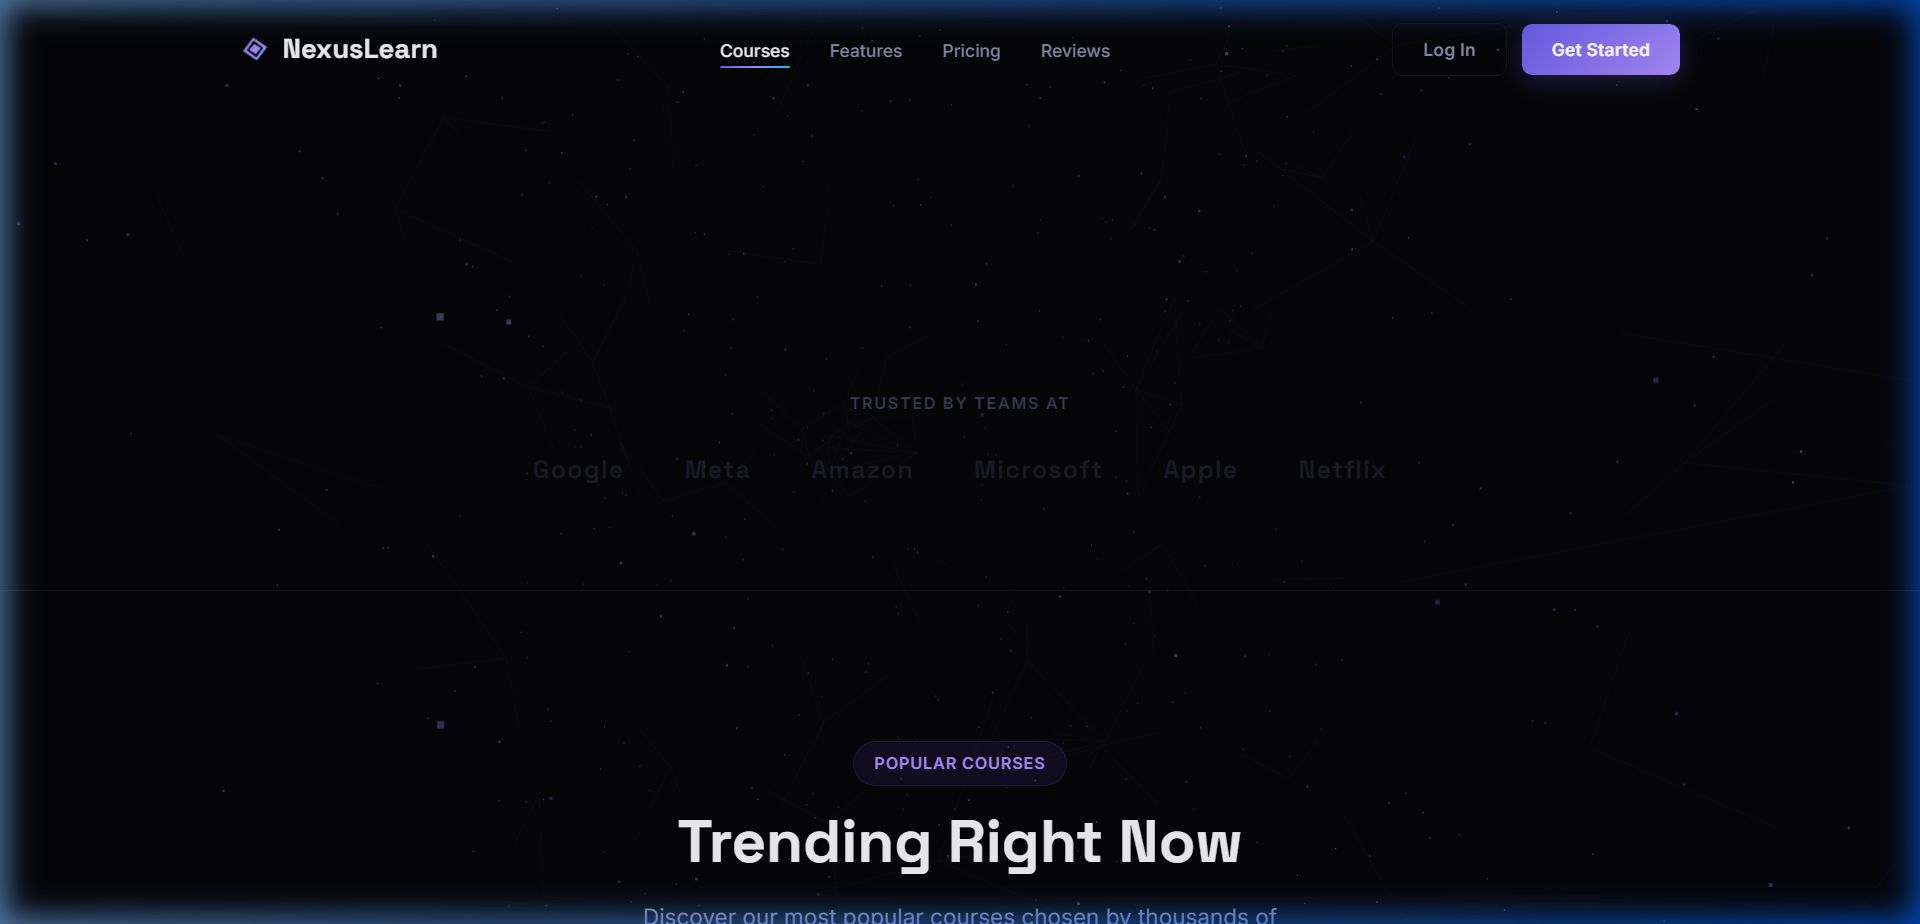 NexusLearn
Courses Features Pricing Reviews
Log In
Get Started
TRUSTED BY TEAMS AT
Google Meta Amazon Microsoft Apple Netflix
POPULAR COURSES
Trending Right Now
Discover our most popular courses chosen by thousands of